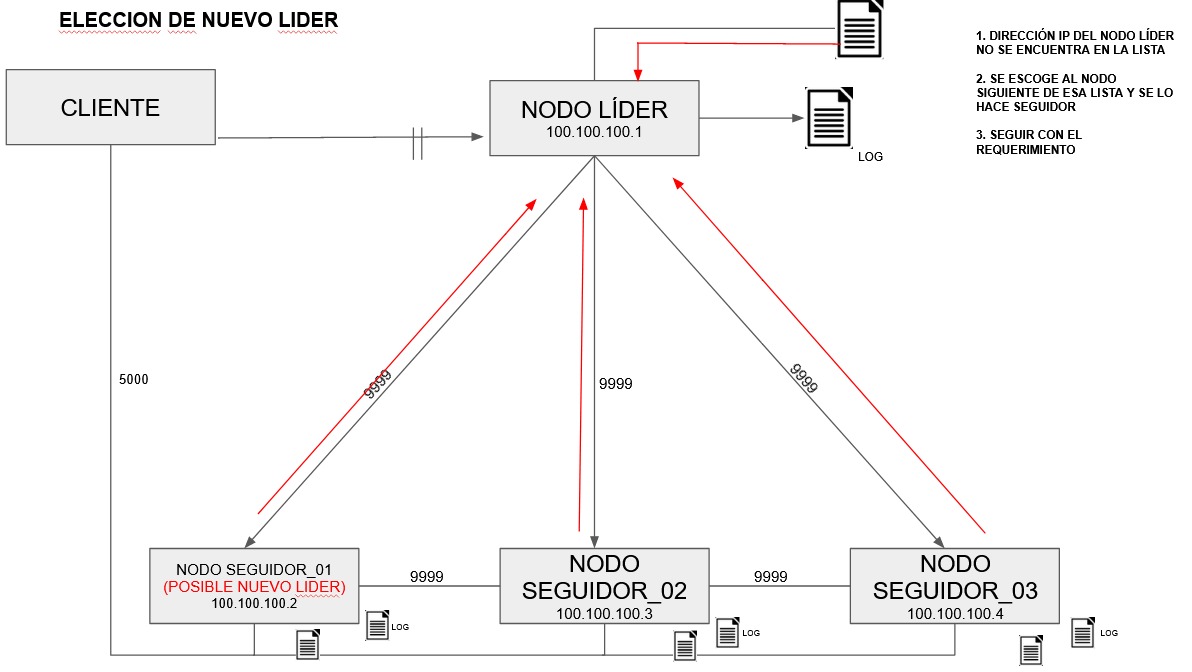 ELECCION DE NUEVO LIDER
1. DIRECCIÓN IP DEL NODO LÍDER
NO SE ENCUENTRA EN LA LISTA
2. SE ESCOGE AL NODO
SIGUIENTE DE ESA LISTA Y SE LO
HACE SEGUIDOR
3. SEGUIR CON EL
REQUERIMIENTO
CLIENTE
NODO LÍDER
100.100.100.1
LOG
5000
9999
9999
9999
NODO SEGUIDOR_01
(POSIBLE NUEVO LIDER)
100.100.100.2
9999
NODO
SEGUIDOR_02
100.100.100.3
9999
NODO
SEGUIDOR_03
100.100.100.4
LOG
LOG
LOG